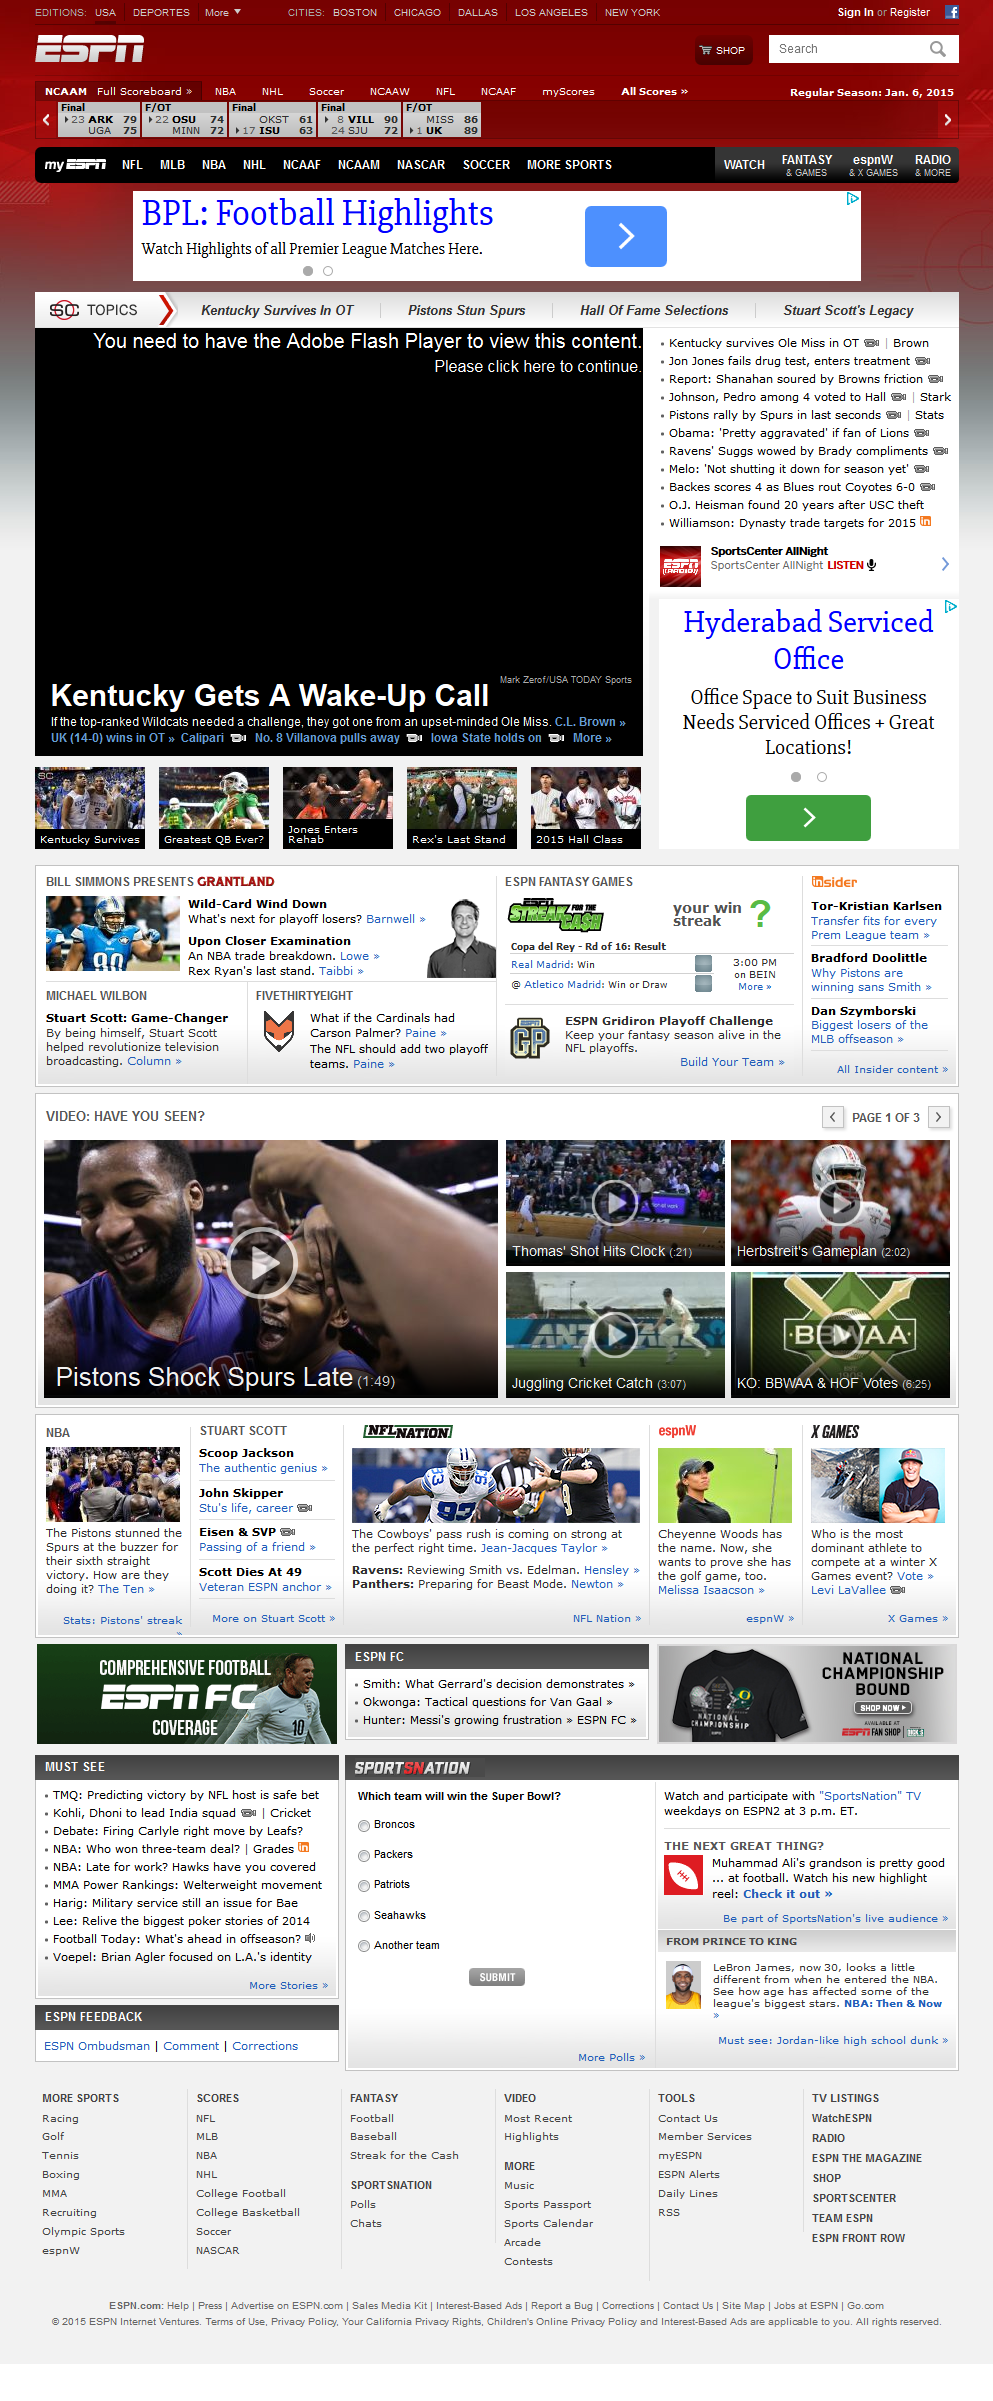 EDITIONS: USA DEPORTES More CITIES: BOSTON CHICAGO DALLAS LOS ANGELES NEW YORK Sign In or Register
ESPN
SHOP
Search
NCAAM Full Scoreboard » NBA NHL Soccer NCAAW NFL NCAAF myScores All Scores » Regular Season: Jan. 6, 2015
Final F/OT Final Final F/OT
23 ARK 79 22 OSU 74 OKST 61 8 VILL 90 MISS 86
UGA 75 MINN 72 17 ISU 63 24 SJU 72 1 UK 89
myESPN NFL MLB NBA NHL NCAAF NCAAM NASCAR SOCCER MORE SPORTS WATCH FANTASY & GAMES espnW & X GAMES RADIO & MORE
BPL: Football Highlights
Watch Highlights of all Premier League Matches Here.
SC TOPICS Kentucky Survives In OT Pistons Stun Spurs Hall Of Fame Selections Stuart Scott's Legacy
You need to have the Adobe Flash Player to view this content.
Please click here to continue.
Mark Zerof/USA TODAY Sports
Kentucky Gets A Wake-Up Call
If the top-ranked Wildcats needed a challenge, they got one from an upset-minded Ole Miss. C.L. Brown »
UK (14-0) wins in OT » Calipari No. 8 Villanova pulls away Iowa State holds on More »
SC
Kentucky Survives
Greatest QB Ever?
Jones Enters
Rehab
Rex's Last Stand
2015 Hall Class
Kentucky survives Ole Miss in OT | Brown
Jon Jones fails drug test, enters treatment
Report: Shanahan soured by Browns friction
Johnson, Pedro among 4 voted to Hall | Stark
Pistons rally by Spurs in last seconds | Stats
Obama: 'Pretty aggravated' if fan of Lions
Ravens' Suggs wowed by Brady compliments
Melo: 'Not shutting it down for season yet'
Backes scores 4 as Blues rout Coyotes 6-0
O.J. Heisman found 20 years after USC theft
Williamson: Dynasty trade targets for 2015 in
ESPN RADIO
SportsCenter AllNight
SportsCenter AllNight LISTEN
Hyderabad Serviced
Office
Office Space to Suit Business
Needs Serviced Offices + Great
Locations!
BILL SIMMONS PRESENTS GRANTLAND
Wild-Card Wind Down
What's next for playoff losers? Barnwell »
Upon Closer Examination
An NBA trade breakdown. Lowe »
Rex Ryan's last stand. Taibbi »
MICHAEL WILBON
Stuart Scott: Game-Changer
By being himself, Stuart Scott
helped revolutionize television
broadcasting. Column »
FIVETHIRTYEIGHT
What if the Cardinals had
Carson Palmer? Paine »
The NFL should add two playoff
teams. Paine »
ESPN FANTASY GAMES
STREAK FOR THE CASH
your win
streak ?
Copa del Rey - Rd of 16: Result
Real Madrid: Win
@ Atletico Madrid: Win or Draw
3:00 PM
on BEIN
More »
GP
ESPN Gridiron Playoff Challenge
Keep your fantasy season alive in the
NFL playoffs.
Build Your Team »
insider
Tor-Kristian Karlsen
Transfer fits for every
Prem League team »
Bradford Doolittle
Why Pistons are
winning sans Smith »
Dan Szymborski
Biggest losers of the
MLB offseason »
All Insider content »
VIDEO: HAVE YOU SEEN? PAGE 1 OF 3
Pistons Shock Spurs Late (1:49)
Thomas' Shot Hits Clock (:21)
Herbstreit's Gameplan (2:02)
Juggling Cricket Catch (3:07)
BBWAA
KO: BBWAA & HOF Votes (6:25)
NBA
The Pistons stunned the
Spurs at the buzzer for
their sixth straight
victory. How are they
doing it? The Ten »
Stats: Pistons' streak
»
STUART SCOTT
Scoop Jackson
The authentic genius »
John Skipper
Stu's life, career
Eisen & SVP
Passing of a friend »
Scott Dies At 49
Veteran ESPN anchor »
More on Stuart Scott »
NFL NATION
The Cowboys' pass rush is coming on strong at
the perfect right time. Jean-Jacques Taylor »
Ravens: Reviewing Smith vs. Edelman. Hensley »
Panthers: Preparing for Beast Mode. Newton »
NFL Nation »
espnW
Cheyenne Woods has
the name. Now, she
wants to prove she has
the golf game, too.
Melissa Isaacson »
espnW »
X GAMES
Who is the most
dominant athlete to
compete at a winter X
Games event? Vote »
Levi LaVallee
X Games »
COMPREHENSIVE FOOTBALL
ESPN FC
COVERAGE
10
ESPN FC
Smith: What Gerrard's decision demonstrates »
Okwonga: Tactical questions for Van Gaal »
Hunter: Messi's growing frustration » ESPN FC »
NATIONAL
CHAMPIONSHIP
NATIONAL
CHAMPIONSHIP
BOUND
SHOP NOW
AVAILABLE AT
ESPN FAN SHOP
MUST SEE
TMQ: Predicting victory by NFL host is safe bet
Kohli, Dhoni to lead India squad | Cricket
Debate: Firing Carlyle right move by Leafs?
NBA: Who won three-team deal? | Grades in
NBA: Late for work? Hawks have you covered
MMA Power Rankings: Welterweight movement
Harig: Military service still an issue for Bae
Lee: Relive the biggest poker stories of 2014
Football Today: What's ahead in offseason?
Voepel: Brian Agler focused on L.A.'s identity
More Stories »
ESPN FEEDBACK
ESPN Ombudsman | Comment | Corrections
SPORTSNATION
Which team will win the Super Bowl?
Broncos
Packers
Patriots
Seahawks
Another team
SUBMIT
More Polls »
Watch and participate with "SportsNation" TV
weekdays on ESPN2 at 3 p.m. ET.
THE NEXT GREAT THING?
Muhammad Ali's grandson is pretty good
... at football. Watch his new highlight
reel: Check it out »
Be part of SportsNation's live audience »
FROM PRINCE TO KING
LeBron James, now 30, looks a little
different from when he entered the NBA.
See how age has affected some of the
league's biggest stars. NBA: Then & Now
»
Must see: Jordan-like high school dunk »
MORE SPORTS
Racing
Golf
Tennis
Boxing
MMA
Recruiting
Olympic Sports
espnW
SCORES
NFL
MLB
NBA
NHL
College Football
College Basketball
Soccer
NASCAR
FANTASY
Football
Baseball
Streak for the Cash
SPORTSNATION
Polls
Chats
VIDEO
Most Recent
Highlights
MORE
Music
Sports Passport
Sports Calendar
Arcade
Contests
TOOLS
Contact Us
Member Services
myESPN
ESPN Alerts
Daily Lines
RSS
TV LISTINGS
WatchESPN
RADIO
ESPN THE MAGAZINE
SHOP
SPORTSCENTER
TEAM ESPN
ESPN FRONT ROW
ESPN.com: Help | Press | Advertise on ESPN.com | Sales Media Kit | Interest-Based Ads | Report a Bug | Corrections | Contact Us | Site Map | Jobs at ESPN | Go.com
© 2015 ESPN Internet Ventures. Terms of Use, Privacy Policy, Your California Privacy Rights, Children's Online Privacy Policy and Interest-Based Ads are applicable to you. All rights reserved.